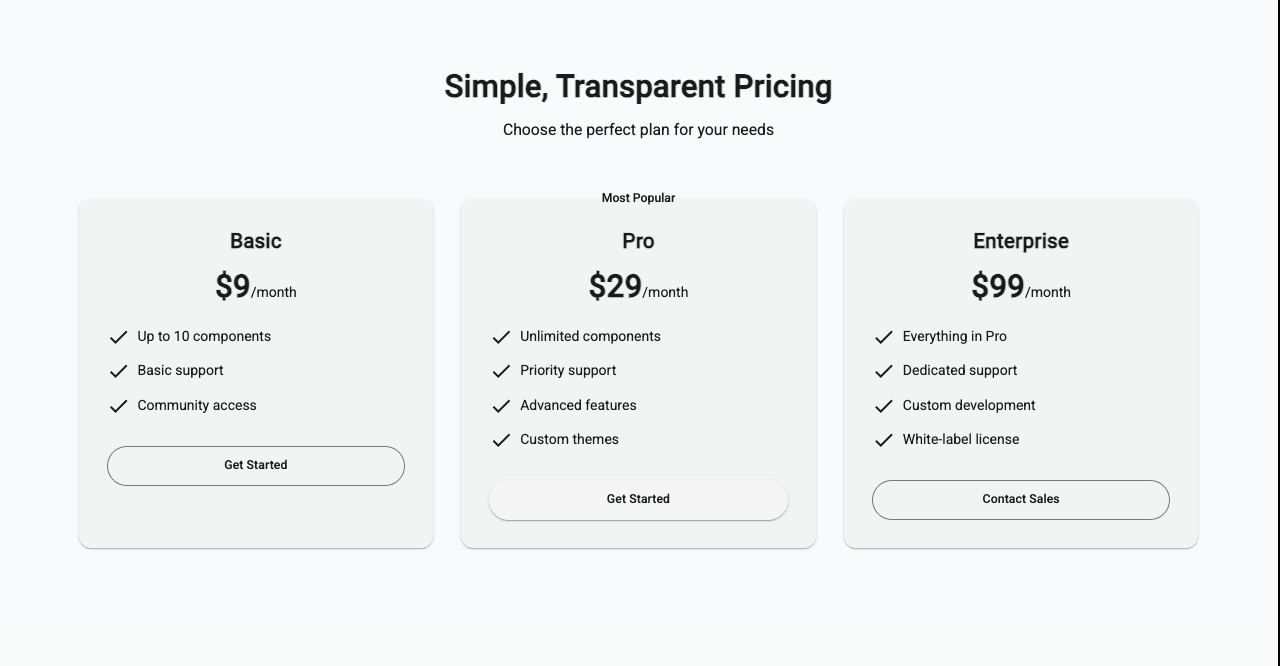 Simple, Transparent Pricing
Choose the perfect plan for your needs
Basic
$9/month
Up to 10 components
Basic support
Community access
Get Started
Most Popular
Pro
$29/month
Unlimited components
Priority support
Advanced features
Custom themes
Get Started
Enterprise
$99/month
Everything in Pro
Dedicated support
Custom development
White-label license
Contact Sales